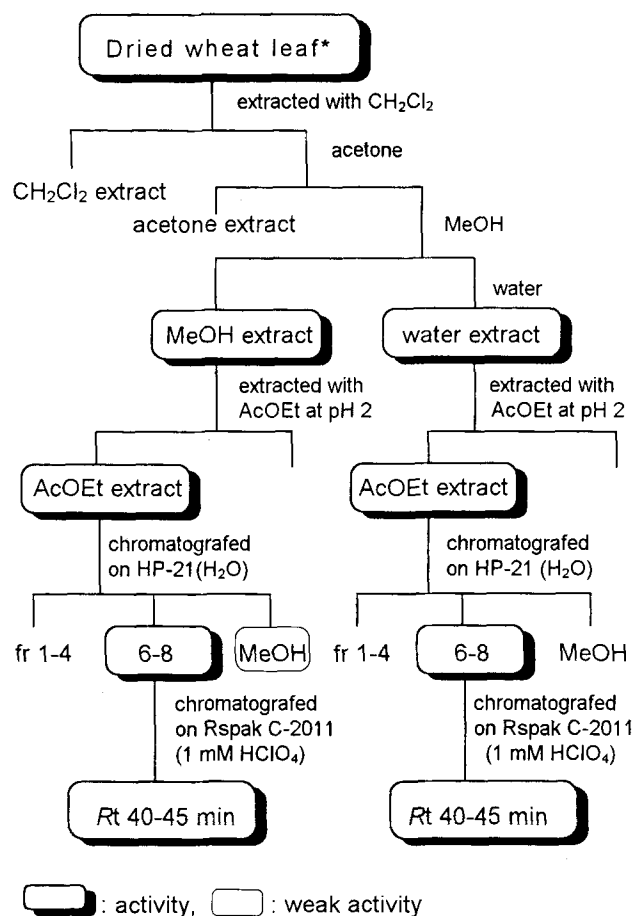 Dried wheat leaf*
extracted with CH₂Cl₂
acetone
CH₂Cl₂ extract
acetone extract
MeOH
water
MeOH extract
water extract
extracted with
AcOEt at pH 2
extracted with
AcOEt at pH 2
AcOEt extract
AcOEt extract
chromatografed
on HP-21(H₂O)
chromatografed
on HP-21 (H₂O)
fr 1-4
6-8
MeOH
fr 1-4
6-8
MeOH
chromatografed
on Rspak C-2011
(1 mM HClO₄)
chromatografed
on Rspak C-2011
(1 mM HClO₄)
Rt 40-45 min
Rt 40-45 min
: activity, : weak activity